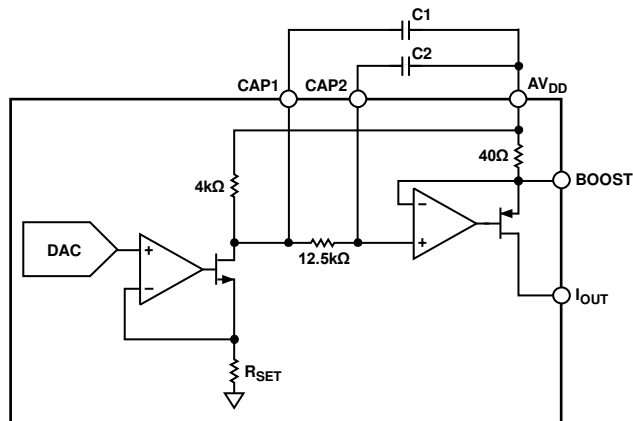 C1
C2
CAP1
CAP2
AVDD
40Ω
BOOST
4kΩ
−
DAC
+
+
12.5kΩ
−
IOUT
RSET